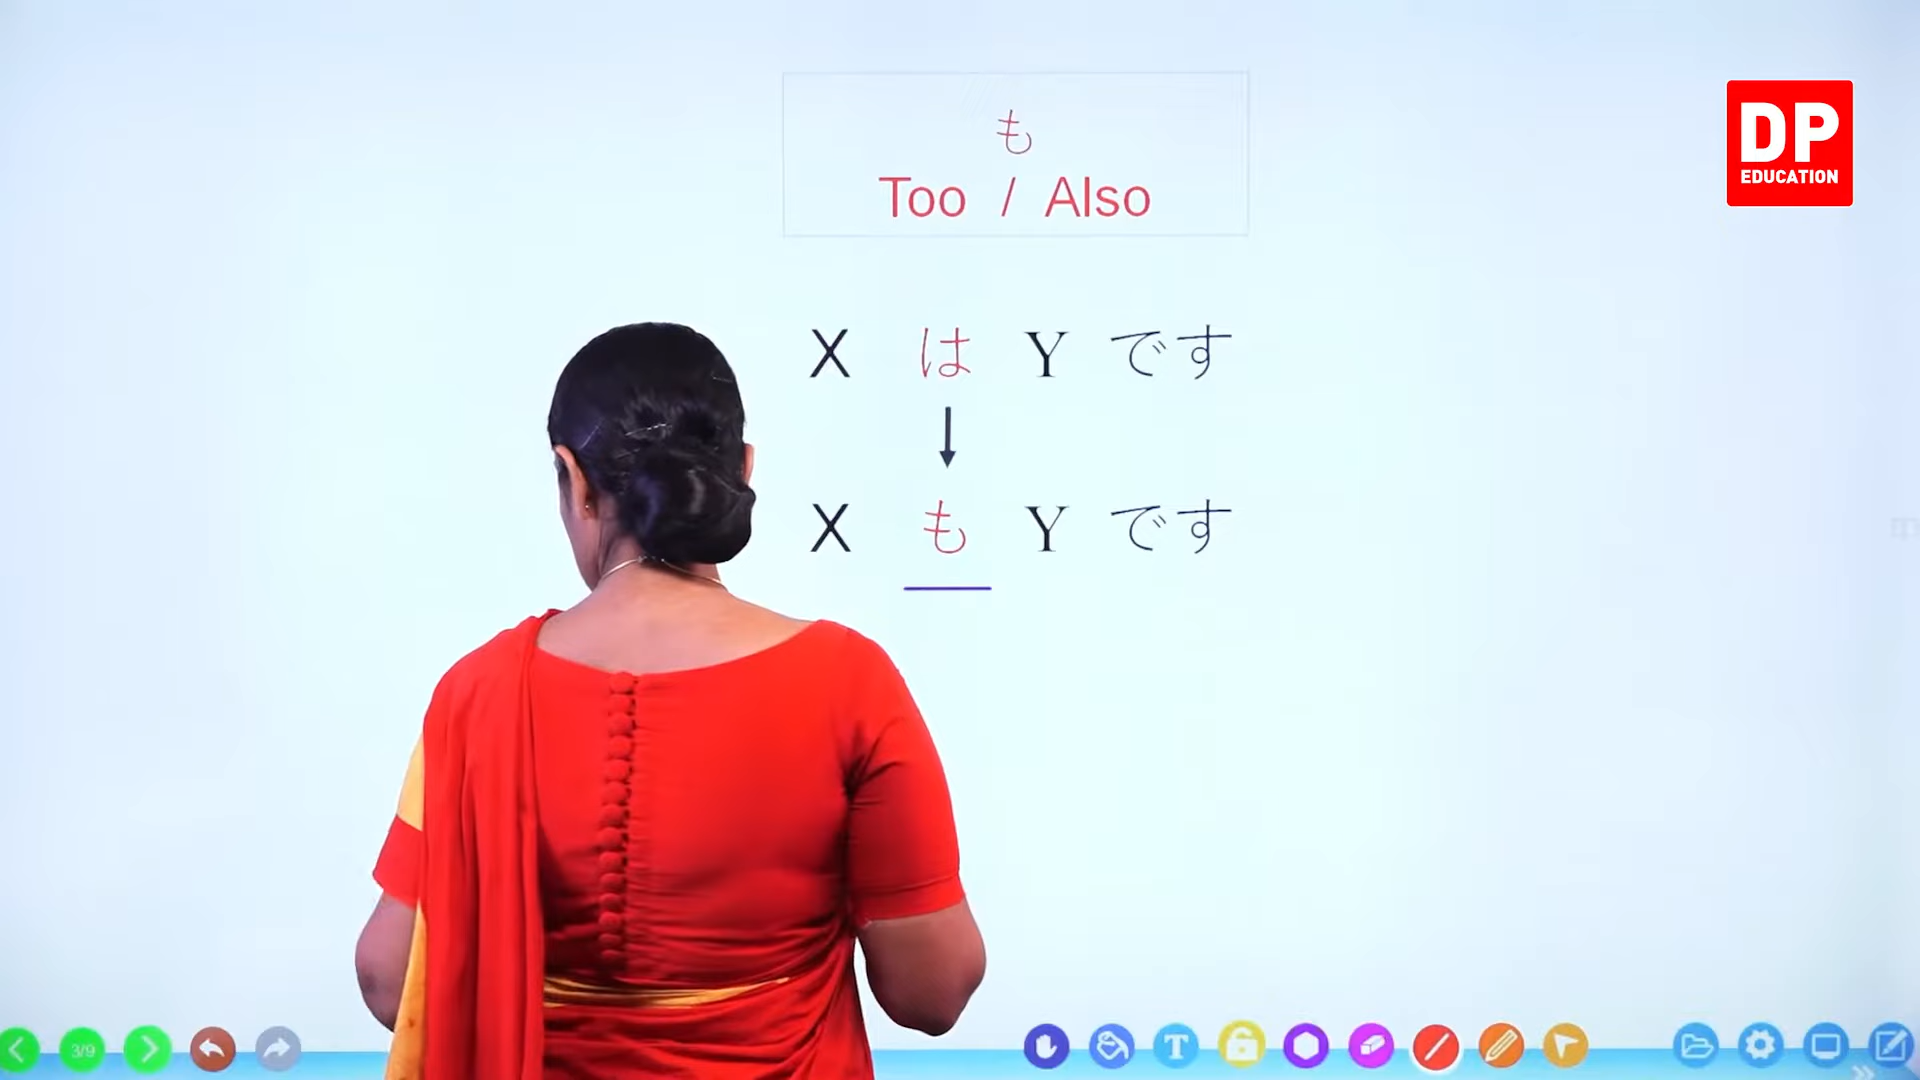 も
Too / Also
DP
EDUCATION
X は Y です
X も Y です
3/9
T